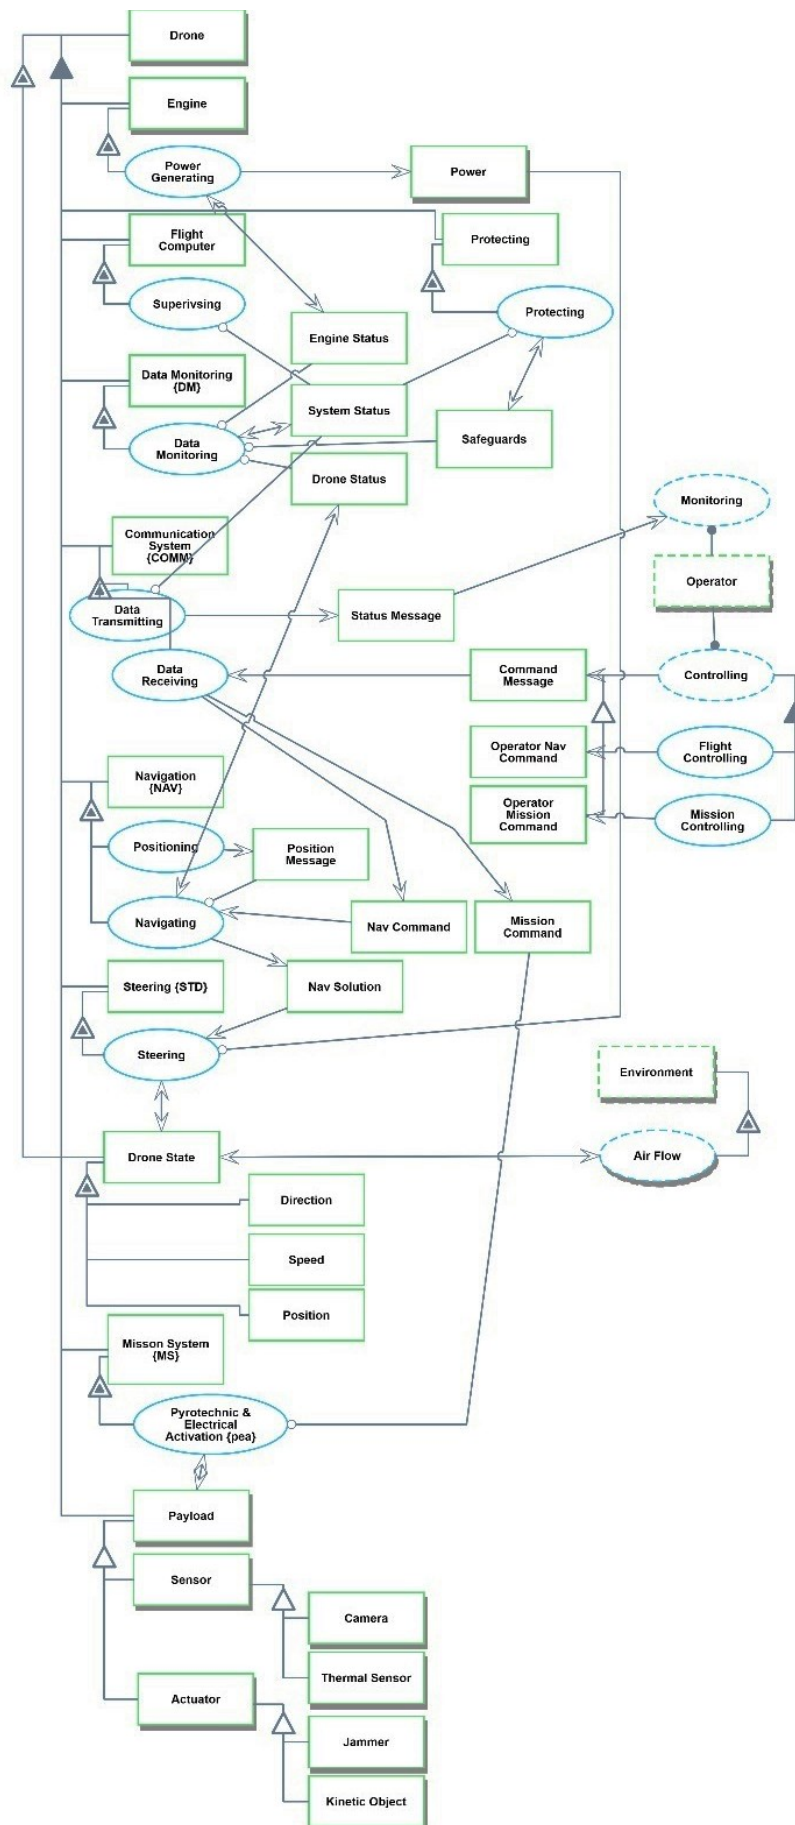 Drone
Engine
Power
Generating
Power
Flight
Computer
Protecting
Superivsing
Protecting
Engine Status
Data Monitoring
{DM}
System Status
Data
Monitoring
Safeguards
Drone Status
Monitoring
Communication
System
{COMM}
Operator
Data
Transmitting
Status Message
Data
Receiving
Command
Message
Controlling
Operator Nav
Command
Flight
Controlling
Navigation
{NAV}
Operator
Mission
Command
Mission
Controlling
Positioning
Position
Message
Navigating
Nav Command
Mission
Command
Steering {STD}
Nav Solution
Steering
Environment
Drone State
Air Flow
Direction
Speed
Position
Misson System
{MS}
Pyrotechnic &
Electrical
Activation {pea}
Payload
Sensor
Camera
Thermal Sensor
Actuator
Jammer
Kinetic Object